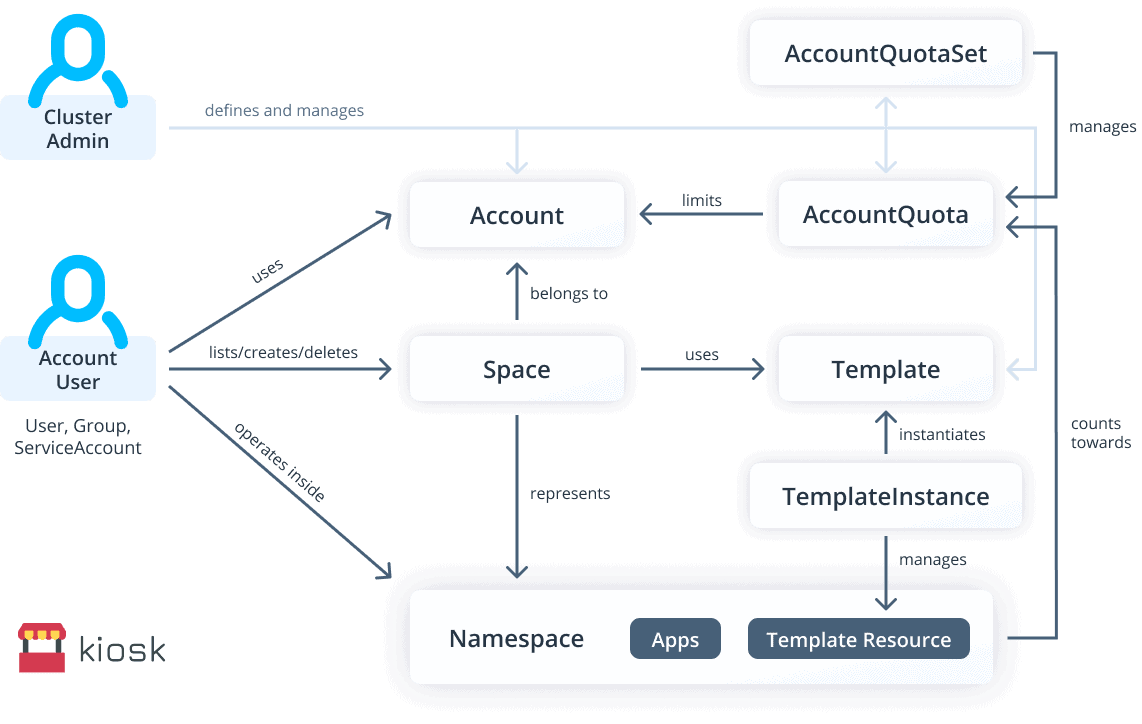 AccountQuotaSet
Cluster
Admin
defines and manages
manages
Account
limits
AccountQuota
uses
belongs to
Account
User
lists/creates/deletes
Space
uses
Template
User, Group,
ServiceAccount
operates inside
instantiates
counts
towards
represents
TemplateInstance
manages
Namespace
Apps
Template Resource
kiosk